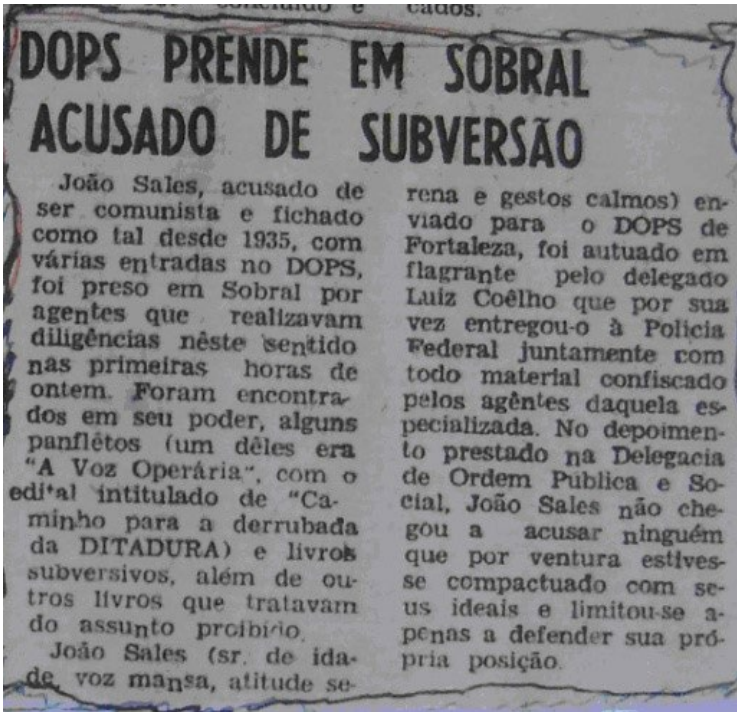 cados.
DOPS PRENDE EM SOBRAL
ACUSADO DE SUBVERSÃO
João Sales, acusado de
ser comunista e fichado
como tal desde 1935, com
várias entradas no DOPS,
foi preso em Sobral por
agentes que realizavam
diligências nêste sentido
nas primeiras horas de
ontem. Foram encontra-
dos em seu poder, alguns
panflêtos (um dêles era
"A Voz Operária", com o
edital intitulado de "Ca-
minho para a derrubada
da DITADURA) e livros
subversivos, além de ou-
tros livros que tratavam
do assunto proibido.
João Sales (sr. de ida-
de, voz mansa, atitude se-
rena e gestos calmos) en-
viado para o DOPS de
Fortaleza, foi autuado em
flagrante pelo delegado
Luiz Coêlho que por sua
vez entregou-o à Policia
Federal juntamente com
todo material confiscado
pelos agêntes daquela es-
pecializada. No depoimen-
to prestado na Delegacia
de Ordem Publica e So-
cial, João Sales não che-
gou a acusar ninguém
que por ventura estives-
se compactuado com se-
us ideais e limitou-se a-
penas a defender sua pró-
pria posição.